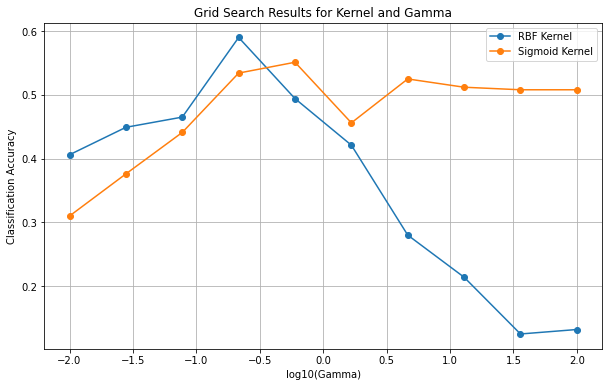 Grid Search Results for Kernel and Gamma
RBF Kernel
Sigmoid Kernel
Classification Accuracy
0.6
0.5
0.4
0.3
0.2
−2.0 −1.5 −1.0 −0.5 0.0 0.5 1.0 1.5 2.0
log10(Gamma)